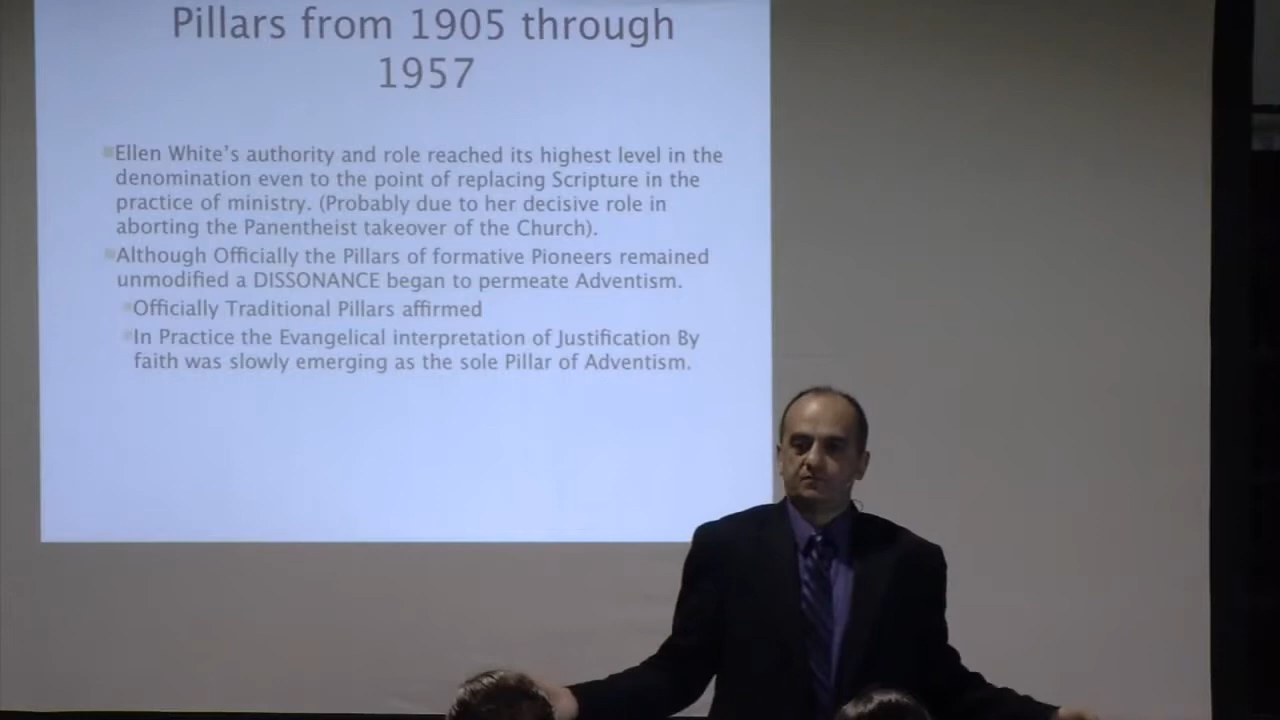 Pillars from 1905 through
1957
Ellen White's authority and role reached its highest level in the
denomination even to the point of replacing Scripture in the
practice of ministry. (Probably due to her decisive role in
aborting the Panentheist takeover of the Church).
Although Officially the Pillars of formative Pioneers remained
unmodified a DISSONANCE began to permeate Adventism.
Officially Traditional Pillars affirmed
In Practice the Evangelical interpretation of Justification By
faith was slowly emerging as the sole Pillar of Adventism.